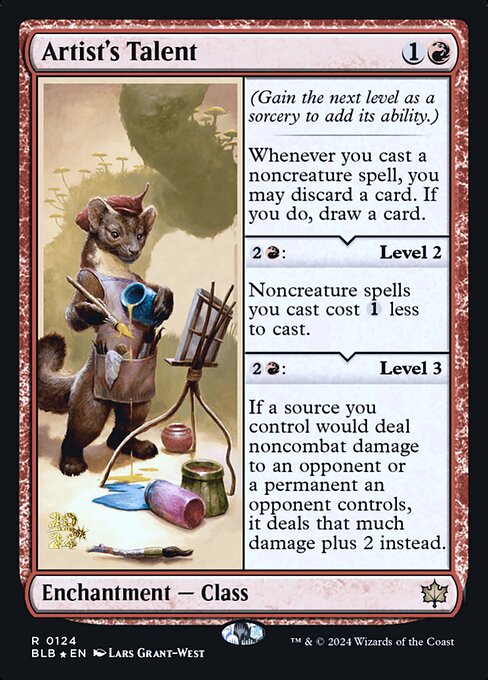 Artist's Talent 1
(Gain the next level as a
sorcery to add its ability.)
Whenever you cast a
noncreature spell, you
may discard a card. If
you do, draw a card.
2 : Level 2
Noncreature spells
you cast cost 1 less
to cast.
2 : Level 3
If a source you
control would deal
noncombat damage
to an opponent or
a permanent an
opponent controls,
it deals that much
damage plus 2 instead.
Enchantment — Class
R 0124
BLB ★ EN Lars Grant-West
™ & © 2024 Wizards of the Coast